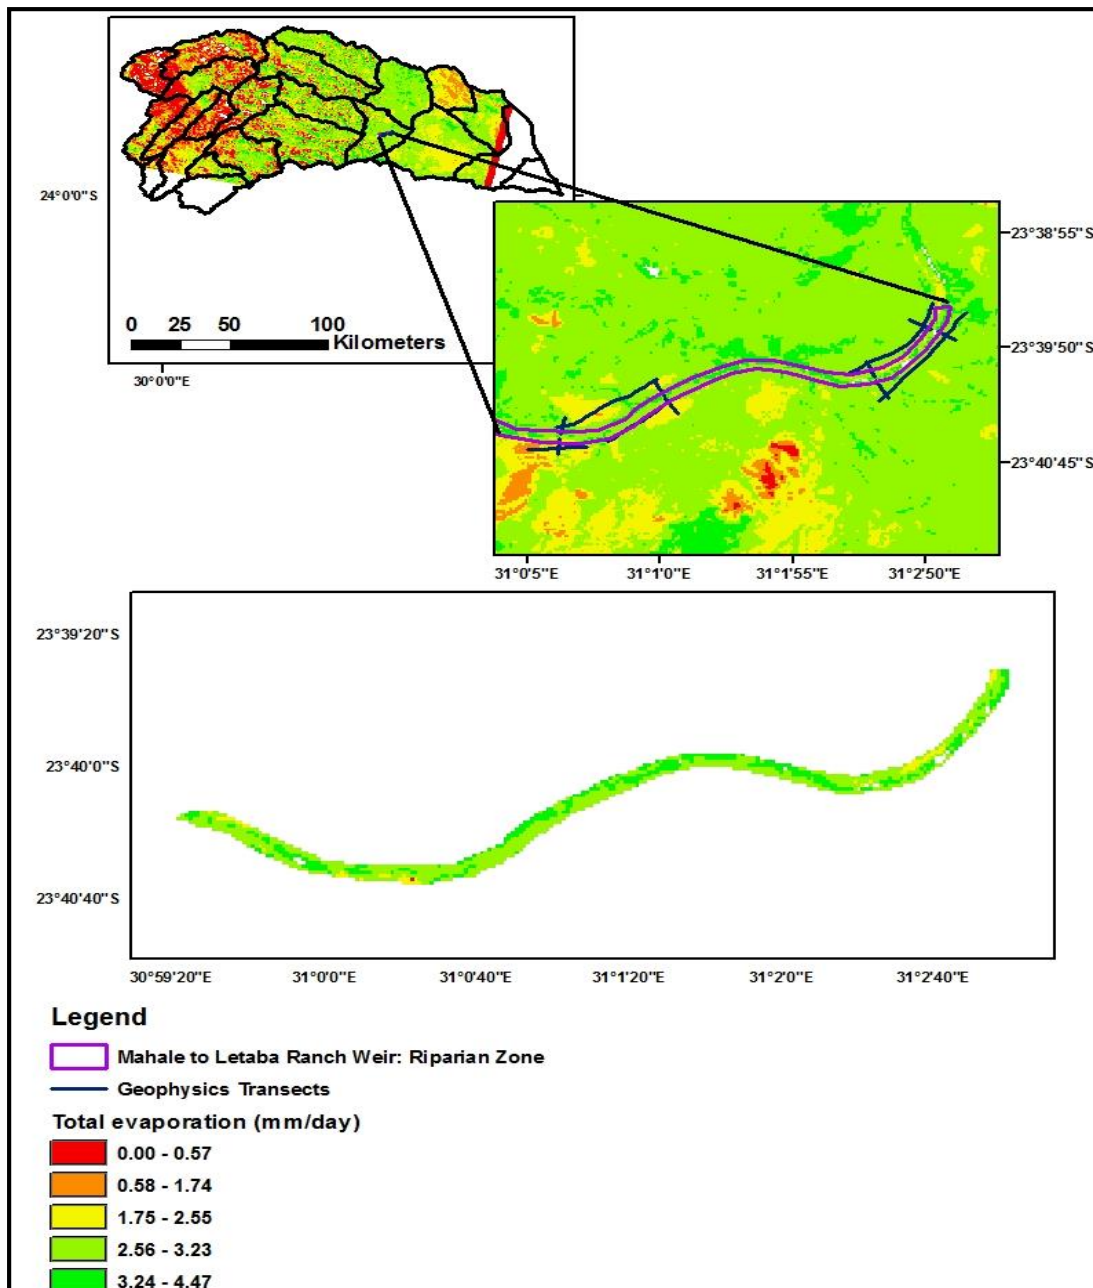 24°0'0"S
0 25 50 100
Kilometers
30°0'0"E
23°38'55"S
23°39'50"S
23°40'45"S
31°0'5"E 31°1'0"E 31°1'55"E 31°2'50"E
23°39'20"S
23°40'0"S
23°40'40"S
30°59'20"E 31°0'0"E 31°0'40"E 31°1'20"E 31°2'0"E 31°2'40"E
Legend
Mahale to Letaba Ranch Weir: Riparian Zone
Geophysics Transects
Total evaporation (mm/day)
0.00 - 0.57
0.58 - 1.74
1.75 - 2.55
2.56 - 3.23
3.24 - 4.47